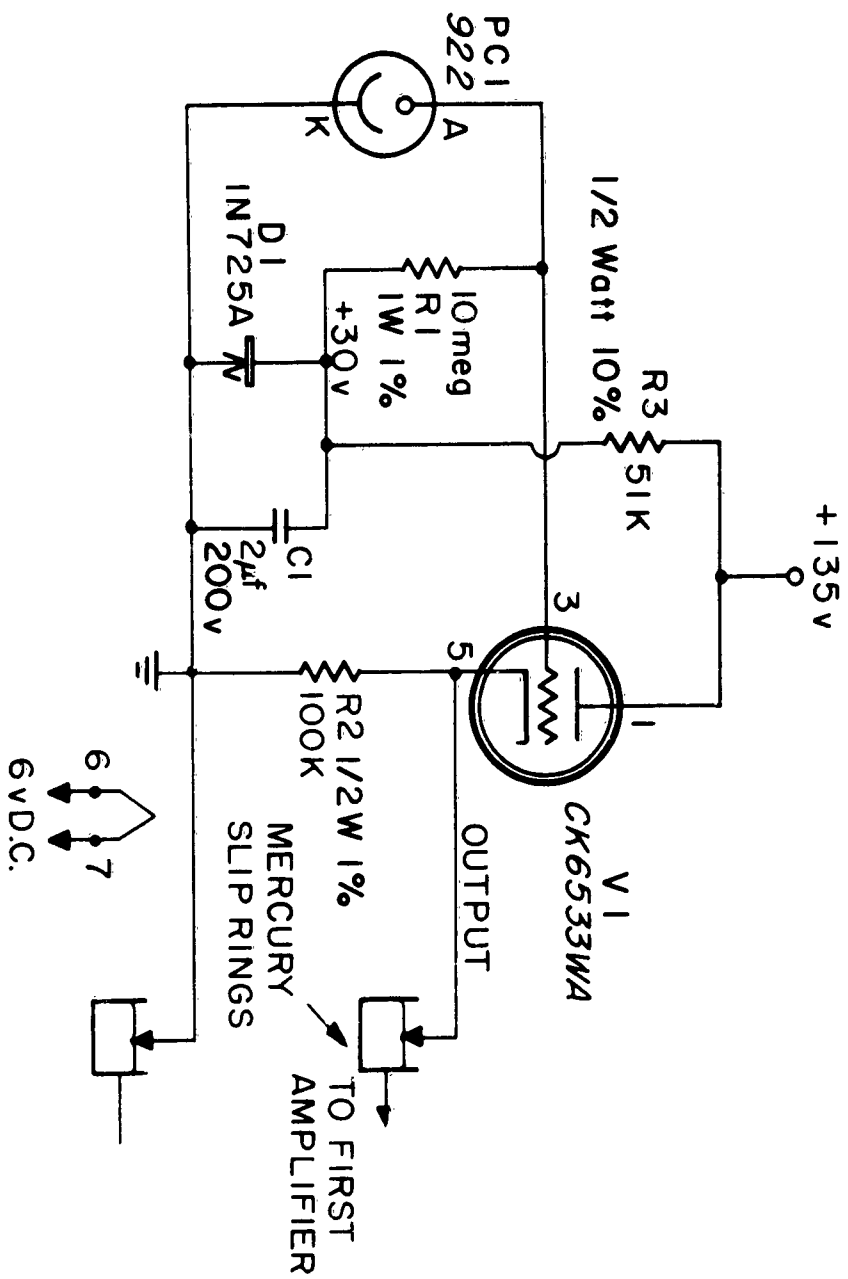 +135v
R3
51K
1/2 Watt 10%
V1
CK6533WA
1
3
5
PC1
922
A
K
10 meg
R1
1W 1%
+30v
D1
1N725A
C1
2µf
200v
R2 1/2W 1%
100K
OUTPUT
MERCURY
SLIP RINGS
TO FIRST
AMPLIFIER
6
7
6vD.C.